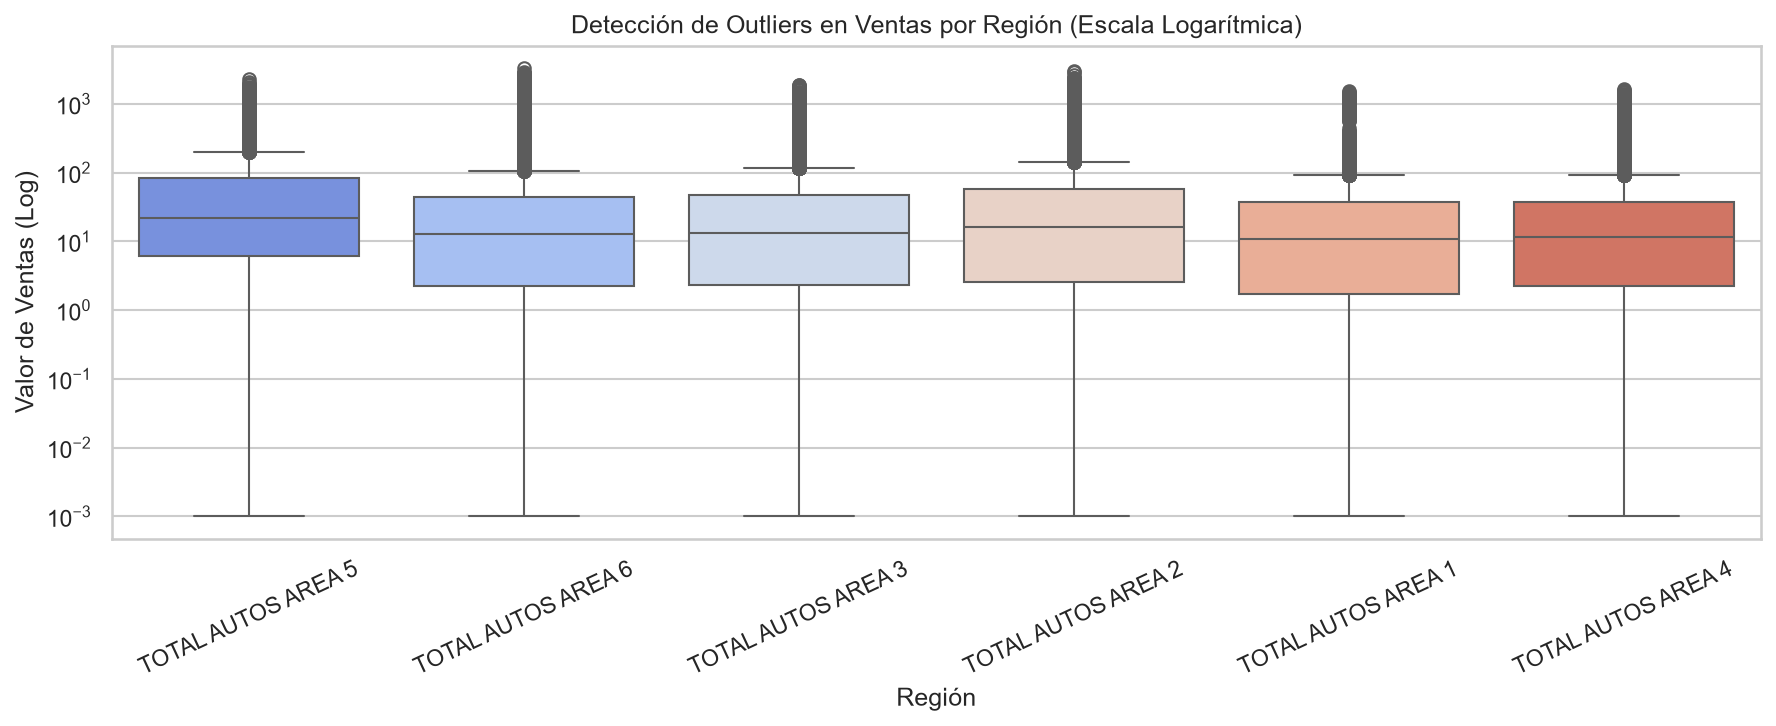 Detección de Outliers en Ventas por Región (Escala Logarítmica)
Valor de Ventas (Log)
10³
10²
10¹
10⁰
10⁻¹
10⁻²
10⁻³
TOTAL AUTOS AREA 5
TOTAL AUTOS AREA 6
TOTAL AUTOS AREA 3
TOTAL AUTOS AREA 2
TOTAL AUTOS AREA 1
TOTAL AUTOS AREA 4
Región